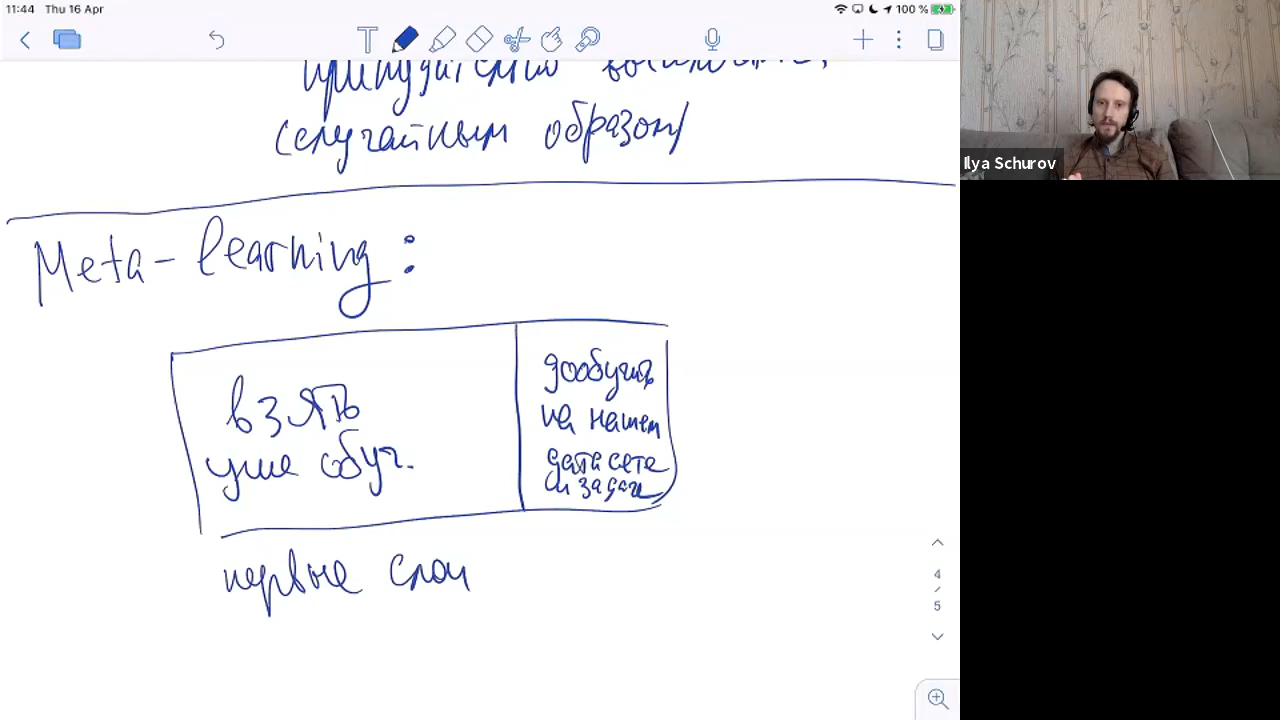 11:44 Thu 16 Apr
100 %
Ilya Schurov
принудительно
(случайным образом)
Meta-learning:
взять
уже обуч.
дообучить
на нашем
датасете
и задаче
первые слои
4
/
5